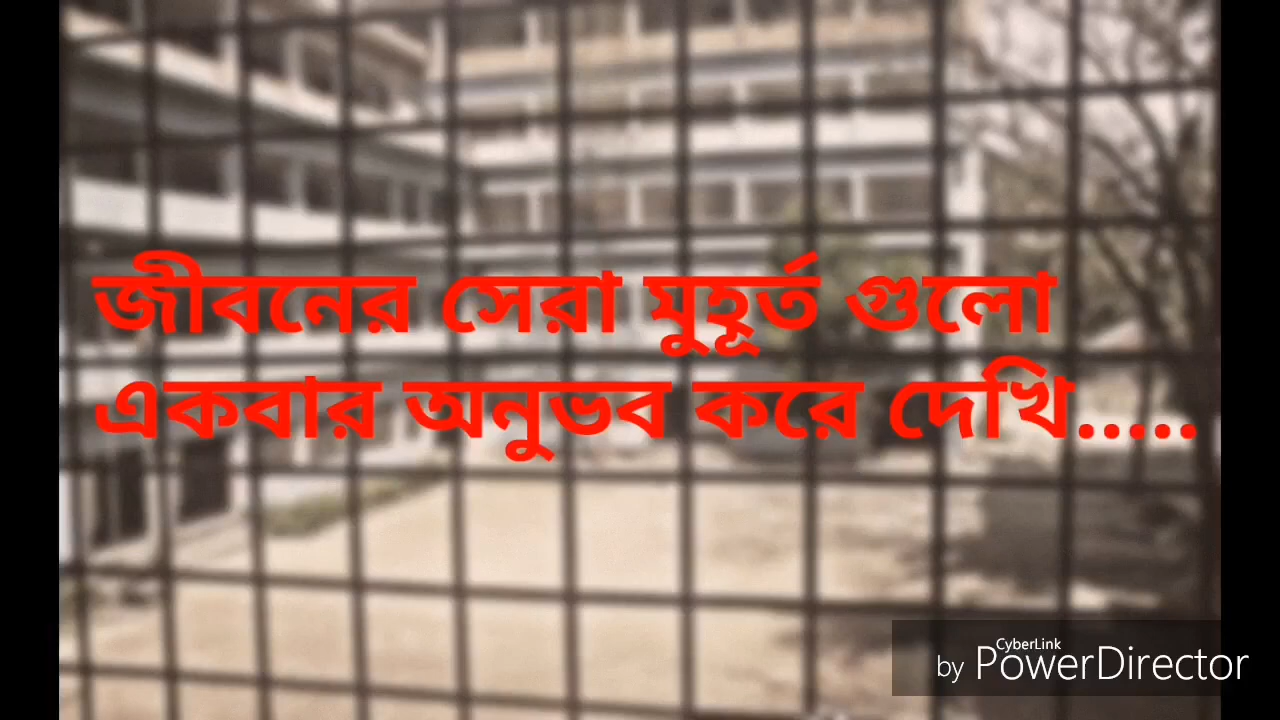 জীবনের সেরা মুহূর্ত গুলো
একবার অনুভব করে দেখি.....
CyberLink
by PowerDirector